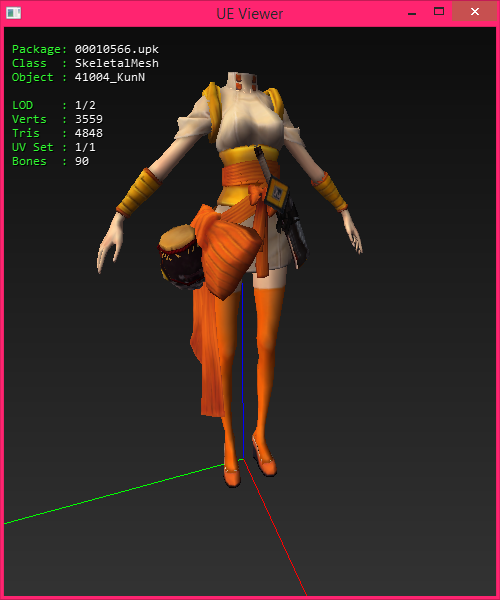 UE Viewer
Package: 00010566.upk
Class : SkeletalMesh
Object : 41004_KunN
LOD : 1/2
Verts : 3559
Tris : 4848
UV Set : 1/1
Bones : 90